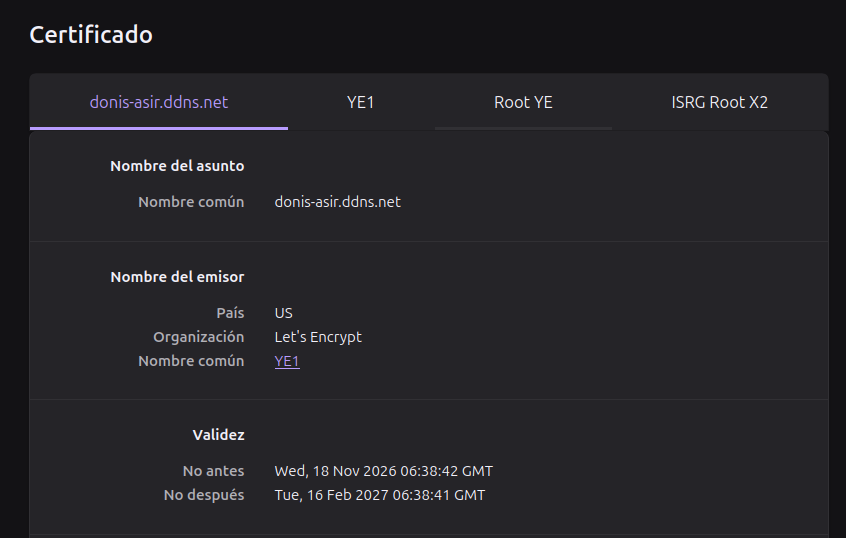 Certificado
donis-asir.ddns.net YE1 Root YE ISRG Root X2
Nombre del asunto
Nombre común donis-asir.ddns.net
Nombre del emisor
País US
Organización Let's Encrypt
Nombre común YE1
Validez
No antes Wed, 18 Nov 2026 06:38:42 GMT
No después Tue, 16 Feb 2027 06:38:41 GMT